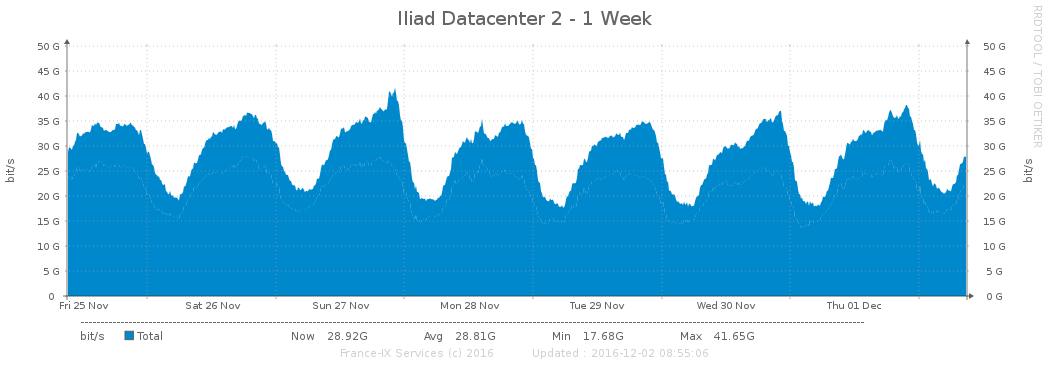 Iliad Datacenter 2 - 1 Week
RRDTOOL / TOBI OETIKER
bit/s
50 G 50 G
45 G 45 G
40 G 40 G
35 G 35 G
30 G 30 G
25 G 25 G
20 G 20 G
15 G 15 G
10 G 10 G
5 G 5 G
0 0 G
bit/s
Fri 25 Nov Sat 26 Nov Sun 27 Nov Mon 28 Nov Tue 29 Nov Wed 30 Nov Thu 01 Dec
bit/s Total Now 28.92G Avg 28.81G Min 17.68G Max 41.65G
France-IX Services (c) 2016 Updated : 2016-12-02 08:55:06